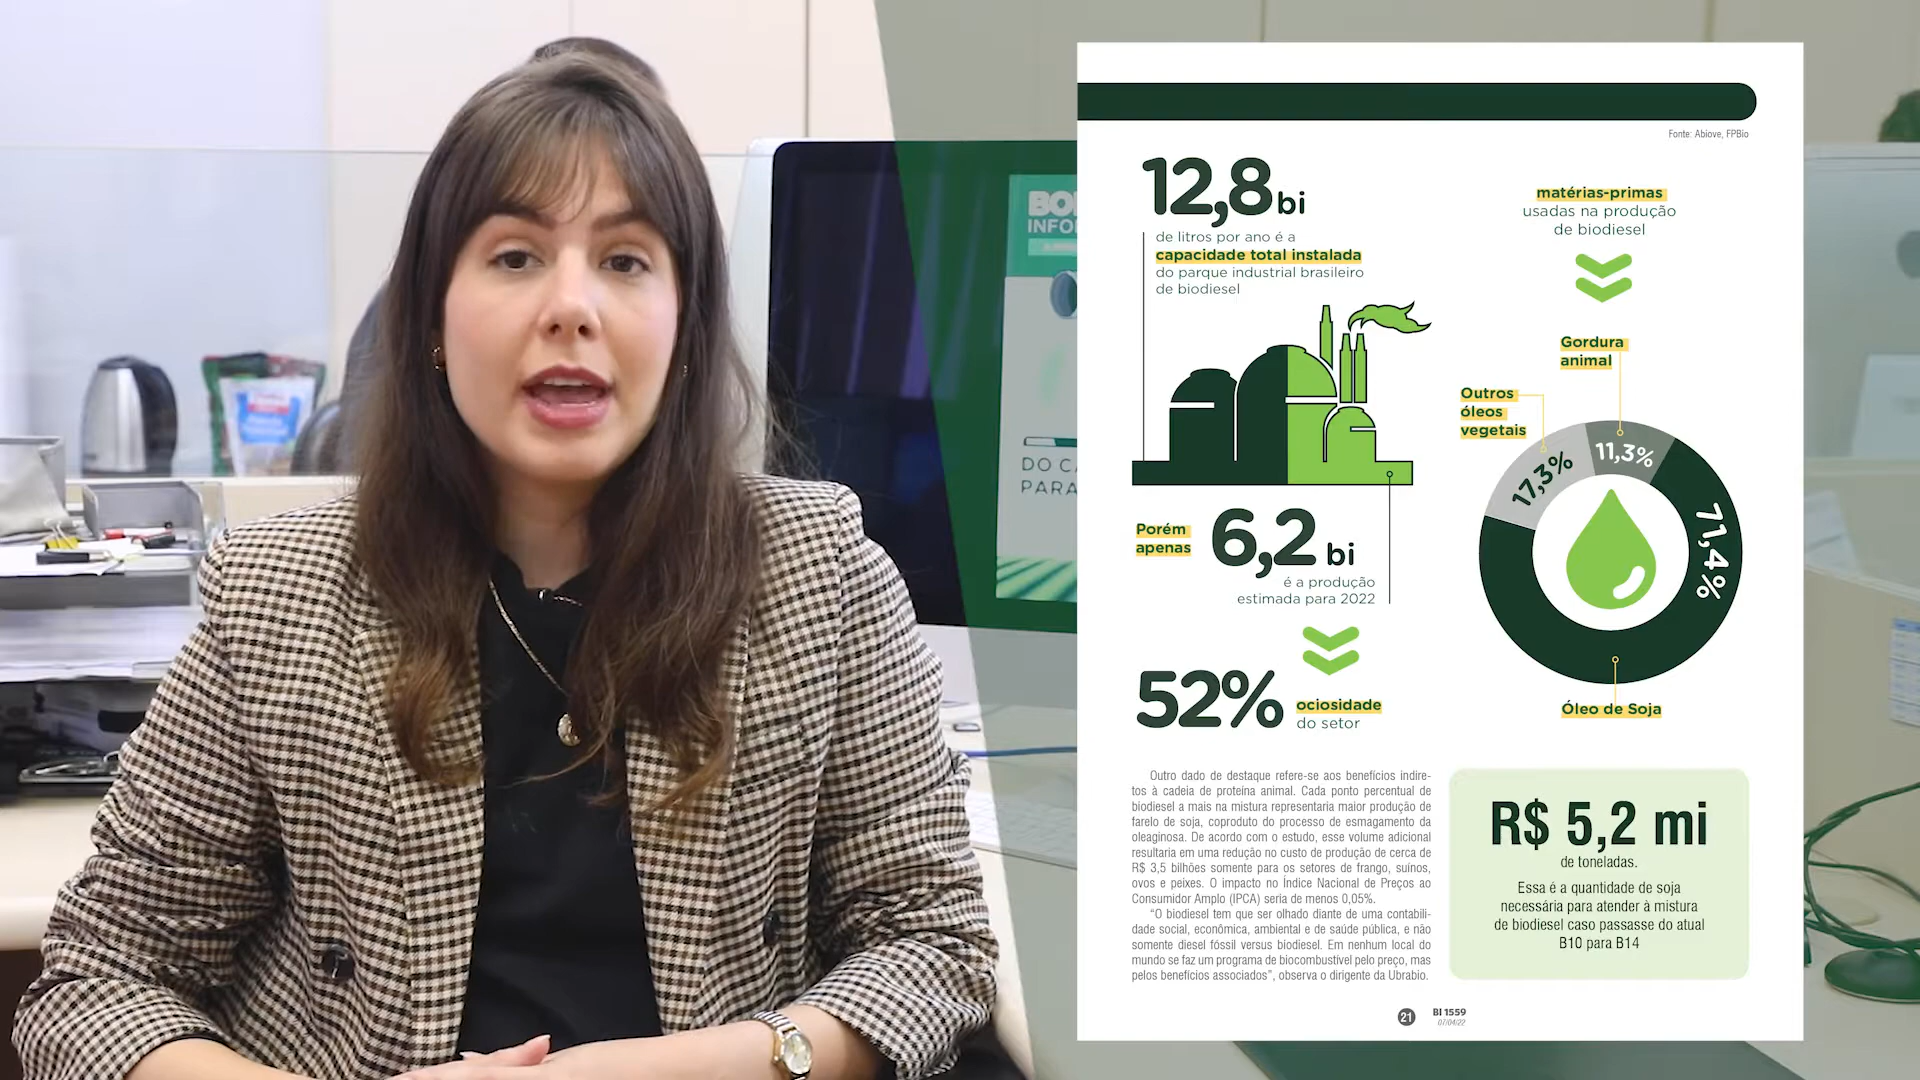 BO
INFO
DO C
PARA
Fonte: Abiove, FPBio
12,8 bi
de litros por ano é a
capacidade total instalada
do parque industrial brasileiro
de biodiesel
Porém
apenas
6,2 bi
é a produção
estimada para 2022
52%
ociosidade
do setor
matérias-primas
usadas na produção
de biodiesel
Gordura
animal
Outros
óleos
vegetais
11,3%
17,3%
71,4%
Óleo de Soja
Outro dado de destaque refere-se aos benefícios indire-
tos à cadeia de proteína animal. Cada ponto percentual de
biodiesel a mais na mistura representaria maior produção de
farelo de soja, coproduto do processo de esmagamento da
oleaginosa. De acordo com o estudo, esse volume adicional
resultaria em uma redução no custo de produção de cerca de
R$ 3,5 bilhões somente para os setores de frango, suínos,
ovos e peixes. O impacto no Índice Nacional de Preços ao
Consumidor Amplo (IPCA) seria de menos 0,05%.
"O biodiesel tem que ser olhado diante de uma contabili-
dade social, econômica, ambiental e de saúde pública, e não
somente diesel fóssil versus biodiesel. Em nenhum local do
mundo se faz um programa de biocombustível pelo preço, mas
pelos benefícios associados", observa o dirigente da Ubrabio.
R$ 5,2 mi
de toneladas.
Essa é a quantidade de soja
necessária para atender à mistura
de biodiesel caso passasse do atual
B10 para B14
21
BI 1559
07/04/22